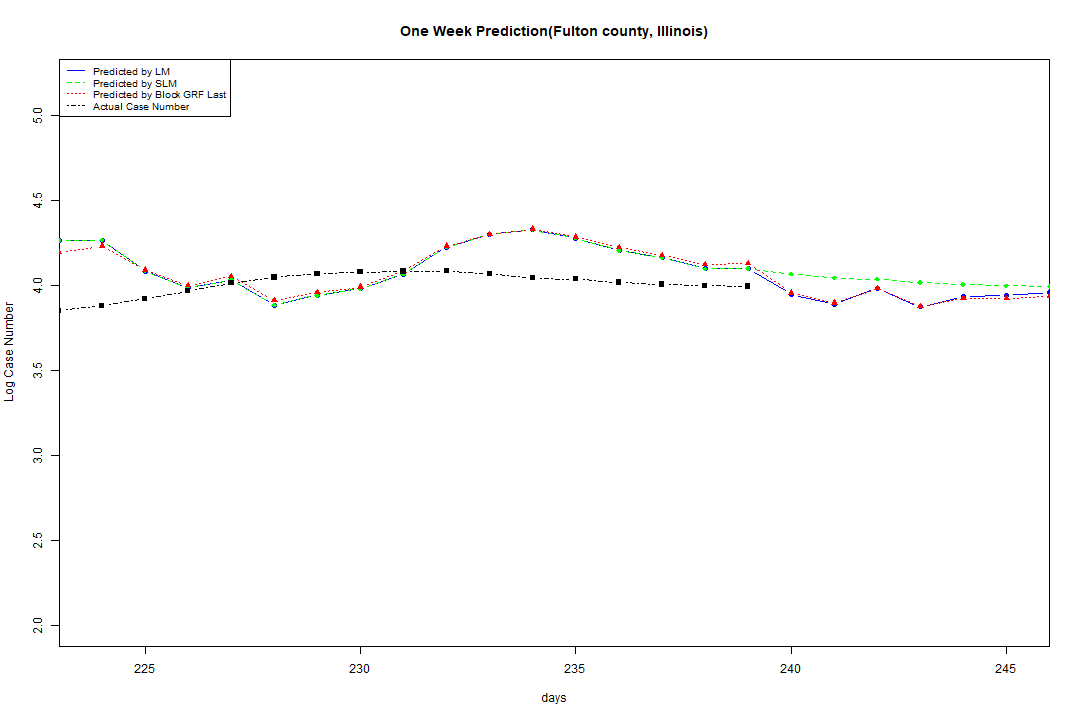 One Week Prediction(Fulton county, Illinois)
Predicted by LM
Predicted by SLM
Predicted by Block GRF Last
Actual Case Number
5.0
4.5
4.0
3.5
3.0
2.5
2.0
Log Case Number
225 230 235 240 245
days